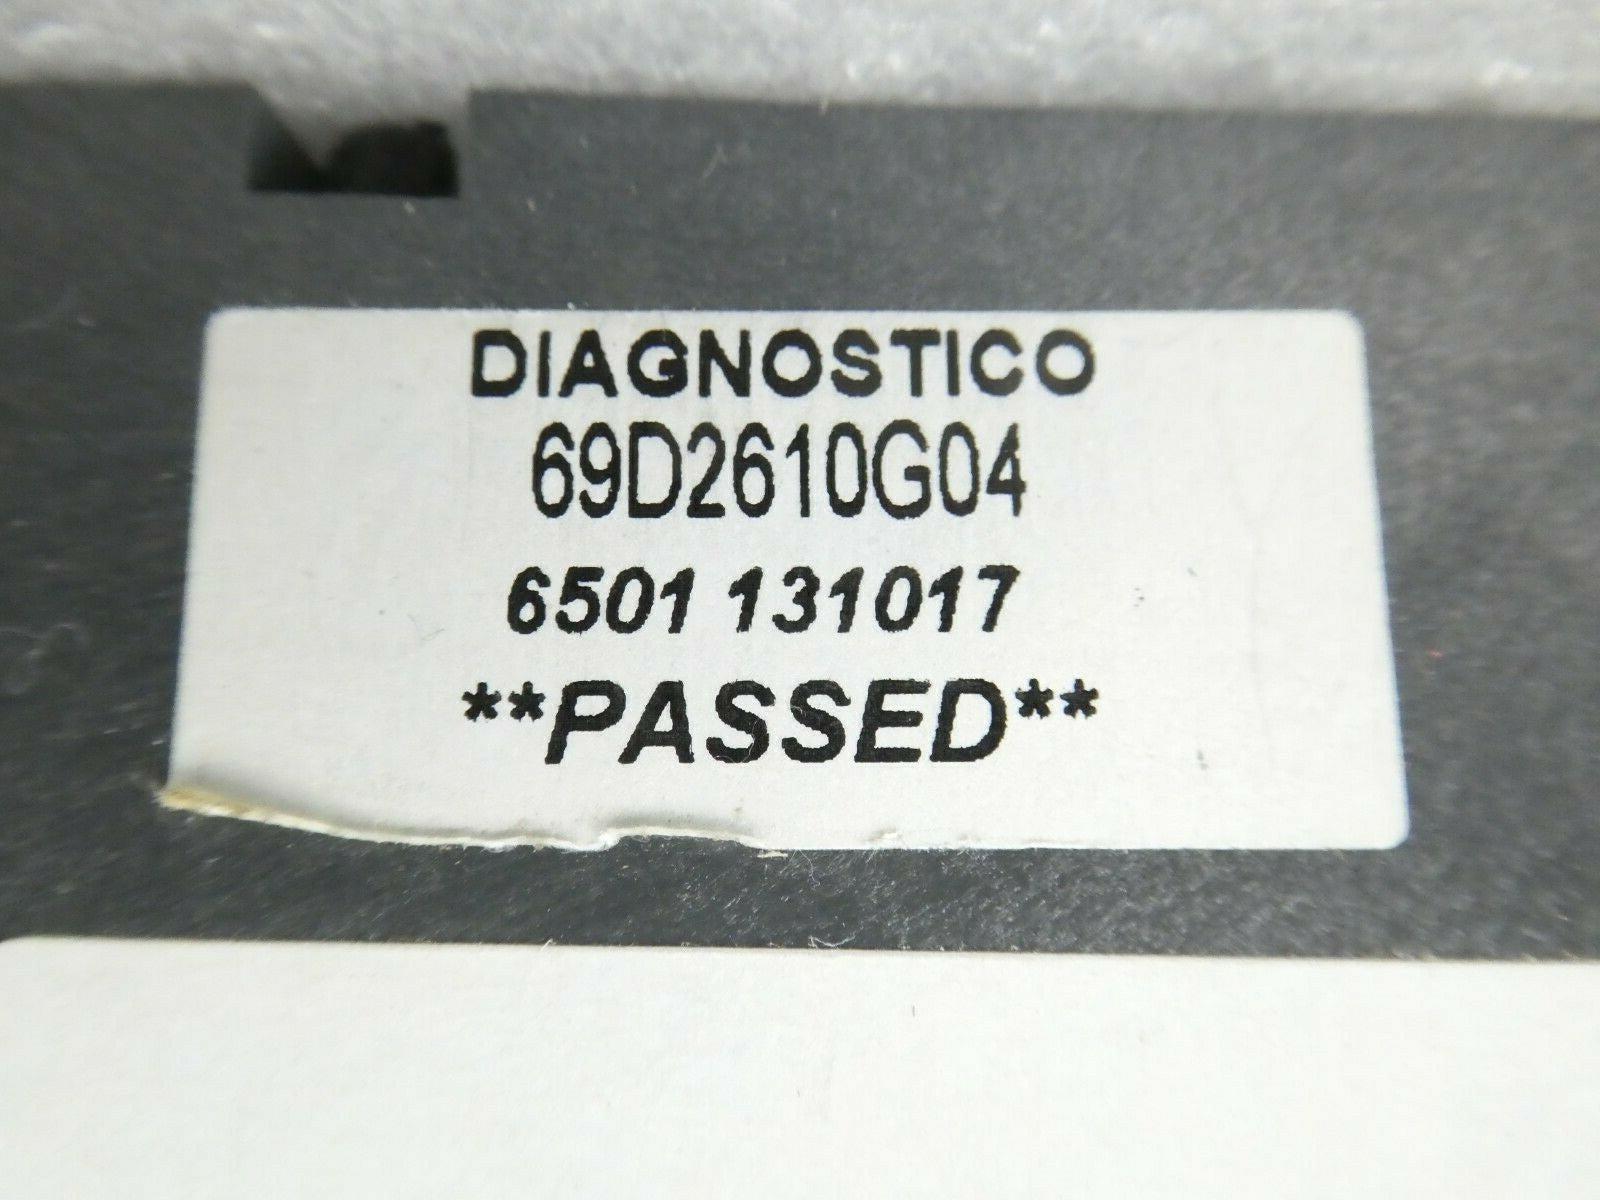 DIAGNOSTICO
69D2610G04
6501 131017
**PASSED**